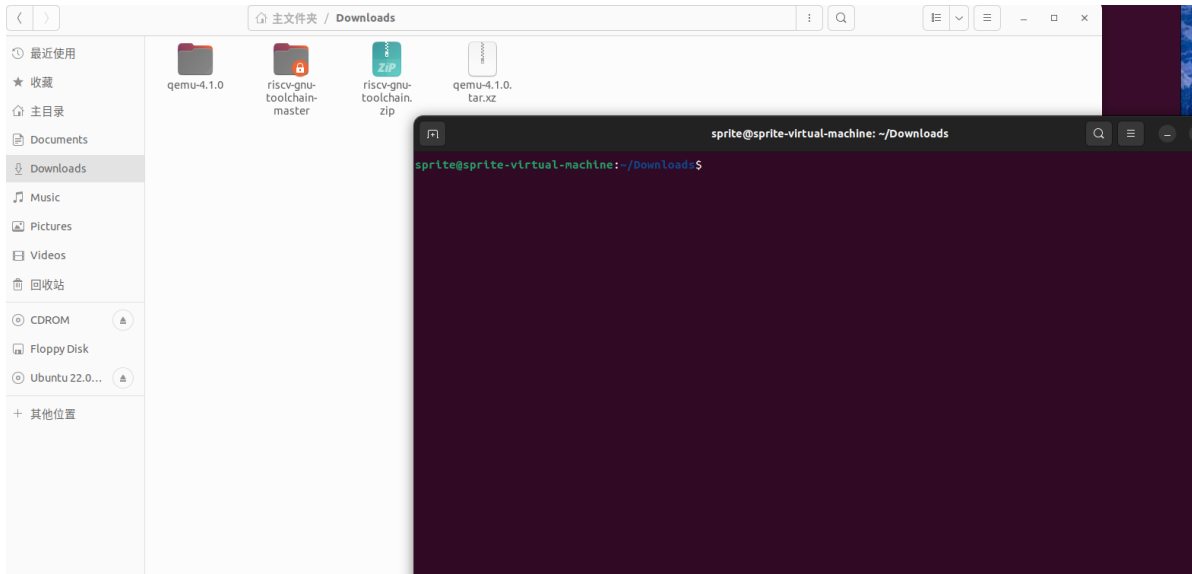 主文件夹 / Downloads
最近使用
收藏
主目录
Documents
Downloads
Music
Pictures
Videos
回收站
CDROM
Floppy Disk
Ubuntu 22.0...
其他位置
qemu-4.1.0
riscv-gnu-
toolchain-
master
ZIP
riscv-gnu-
toolchain.
zip
qemu-4.1.0.
tar.xz
sprite@sprite-virtual-machine: ~/Downloads
sprite@sprite-virtual-machine:~/Downloads$